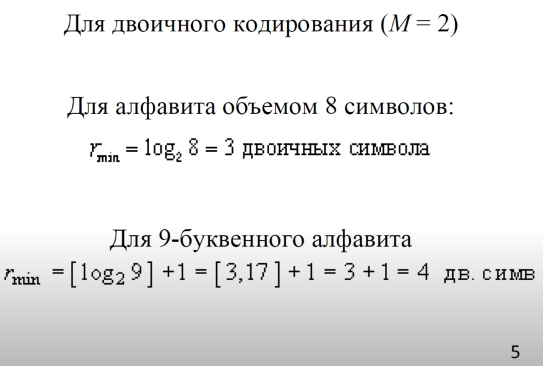 Для двоичного кодирования (M = 2)
Для алфавита объемом 8 символов:
r_min = log₂ 8 = 3 двоичных символа
Для 9-буквенного алфавита
r_min = [log₂ 9] +1 = [3,17] + 1 = 3 + 1 = 4 дв. симв
5